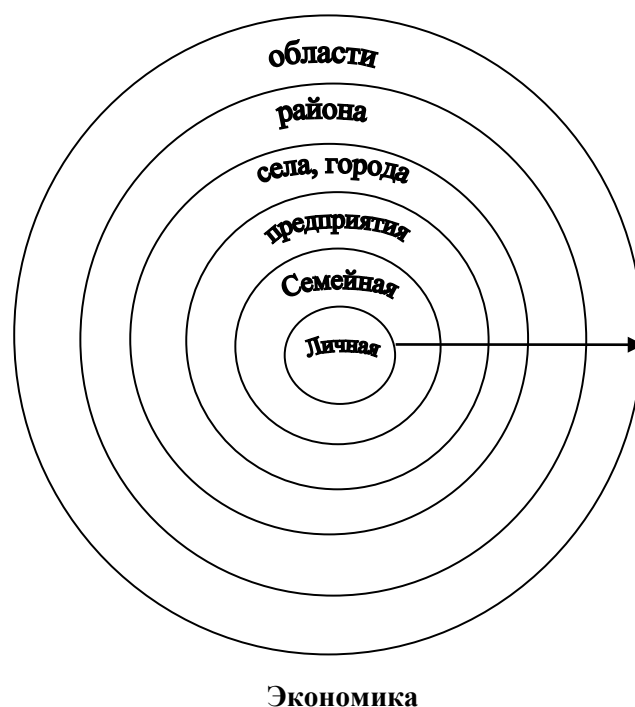 области
района
села, города
предприятия
Семейная
Личная
Экономика